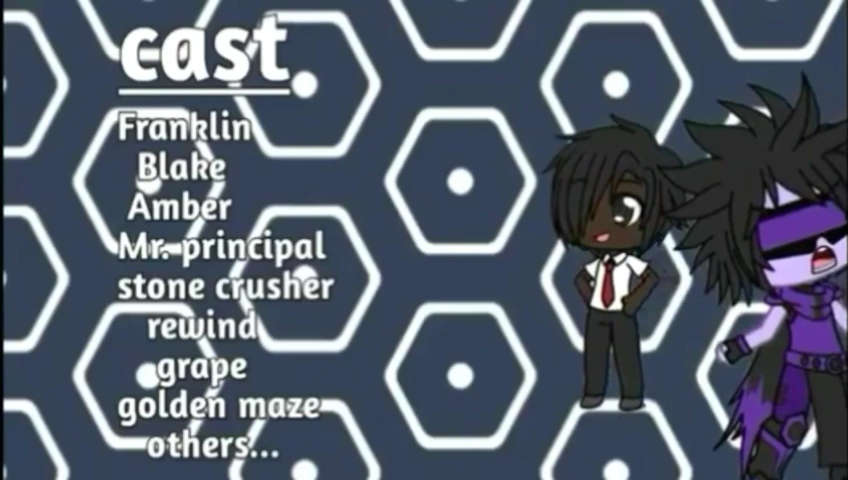 cast
Franklin
Blake
Amber
Mr. principal
stone crusher
rewind
grape
golden maze
others...